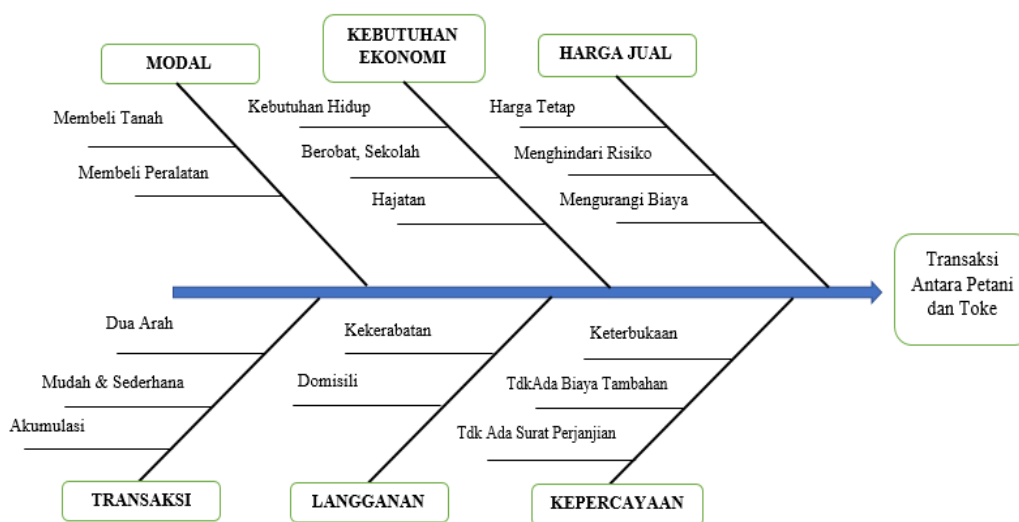 MODAL
KEBUTUHAN
EKONOMI
HARGA JUAL
Membeli Tanah
Membeli Peralatan
Kebutuhan Hidup
Berobat, Sekolah
Hajatan
Harga Tetap
Menghindari Risiko
Mengurangi Biaya
Transaksi
Antara Petani
dan Toke
Dua Arah
Mudah & Sederhana
Akumulasi
Kekerabatan
Domisili
Keterbukaan
TdkAda Biaya Tambahan
Tdk Ada Surat Perjanjian
TRANSAKSI
LANGGANAN
KEPERCAYAAN